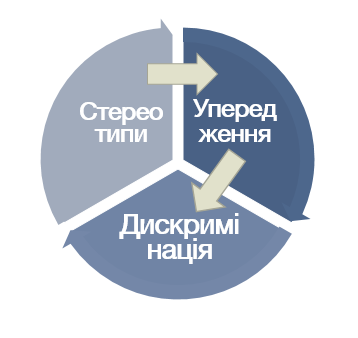 Стерео
типи
Уперед
ження
Дискримі
нація